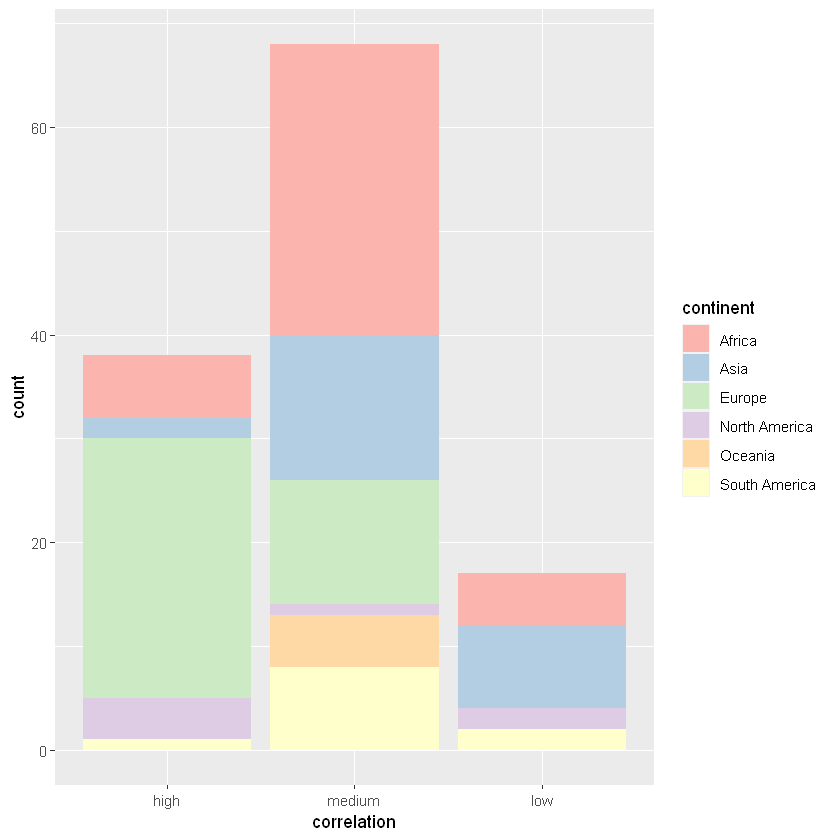 60
40
20
0
count
high medium low
correlation
continent
Africa
Asia
Europe
North America
Oceania
South America